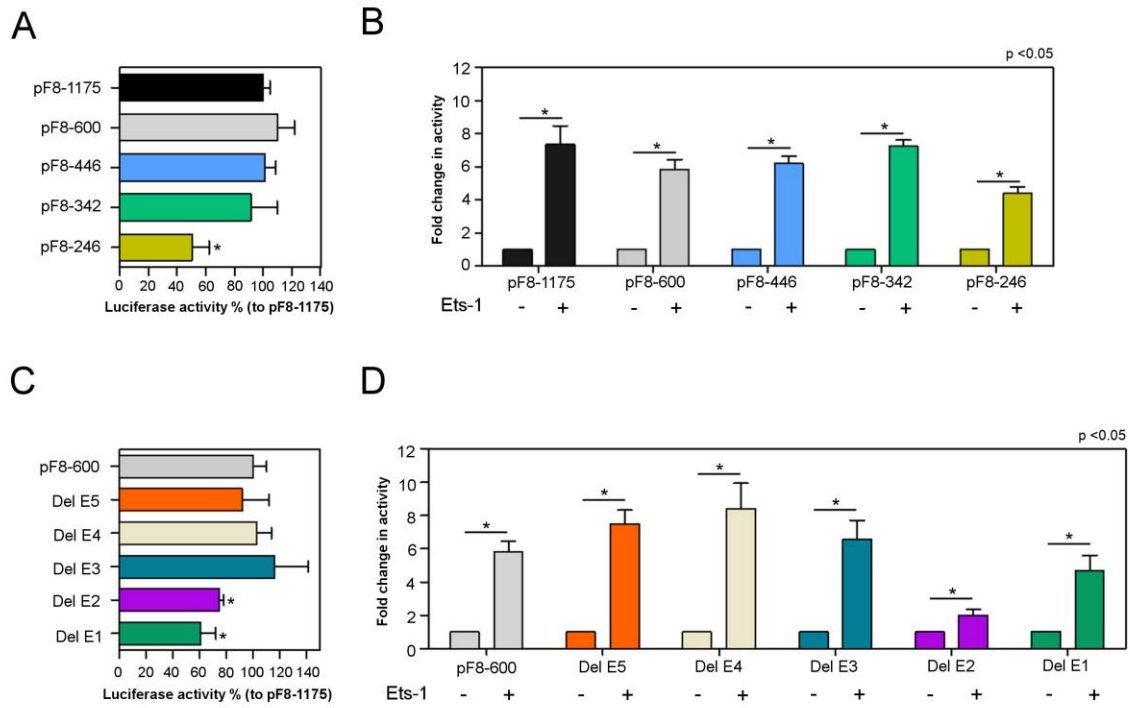 A
pF8-1175
pF8-600
pF8-446
pF8-342
pF8-246
*
0 20 40 60 80 100 120 140
Luciferase activity % (to pF8-1175)
B
p <0.05
Fold change in activity
12
10
8
6
4
2
0
* * * * *
pF8-1175 pF8-600 pF8-446 pF8-342 pF8-246
Ets-1 - + - + - + - + - +
C
pF8-600
Del E5
Del E4
Del E3
Del E2
*
Del E1
*
0 20 40 60 80 100 120 140
Luciferase activity % (to pF8-1175)
D
p <0.05
Fold change in activity
12
10
8
6
4
2
0
* * * * * *
pF8-600 Del E5 Del E4 Del E3 Del E2 Del E1
Ets-1 - + - + - + - + - + - +